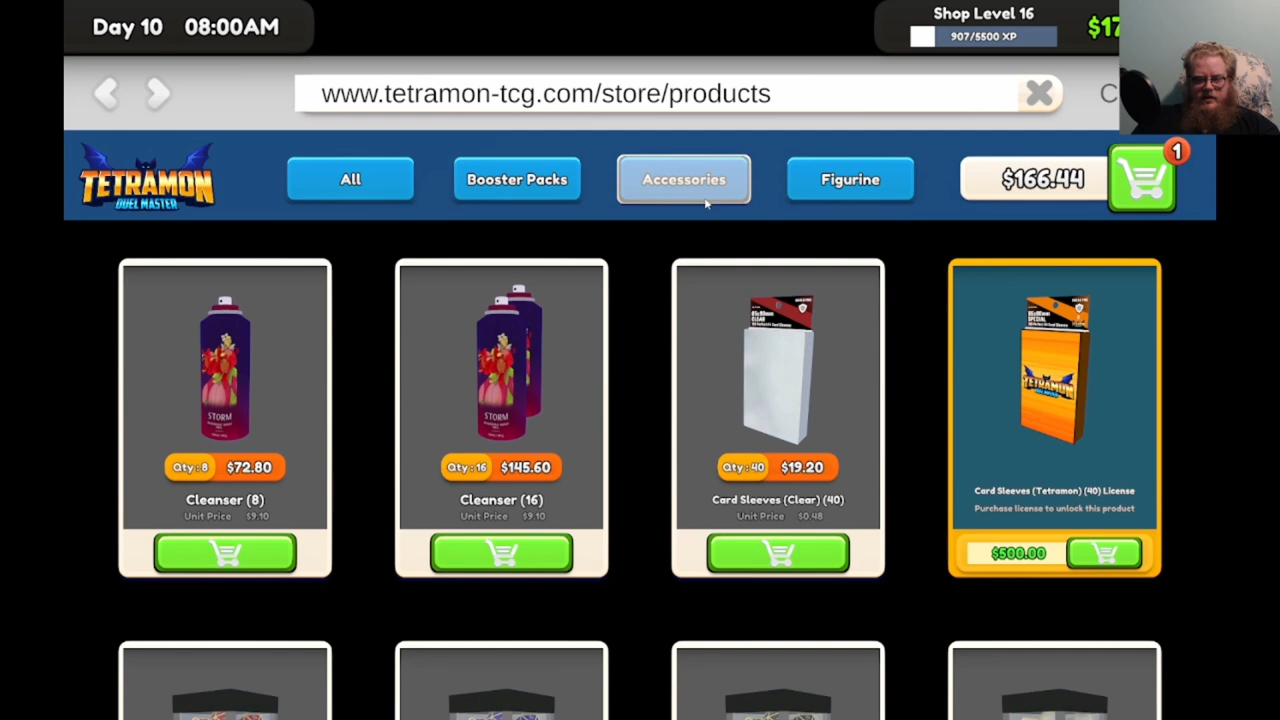 Day 10 08:00AM
Shop Level 16
907/5500 XP
$17
www.tetramon-tcg.com/store/products
C
TETRAMON
DUEL MASTER
All
Booster Packs
Accessories
Figurine
$166.44
1
STORM
STORM
CLEAR
SPECIAL
TETRAMON
Qty:8 $72.80
Qty:16 $145.60
Qty:40 $19.20
Cleanser (8)
Unit Price $9.10
Cleanser (16)
Unit Price $9.10
Card Sleeves (Clear) (40)
Unit Price $0.48
Card Sleeves (Tetramon) (40) License
Purchase license to unlock this product
$500.00